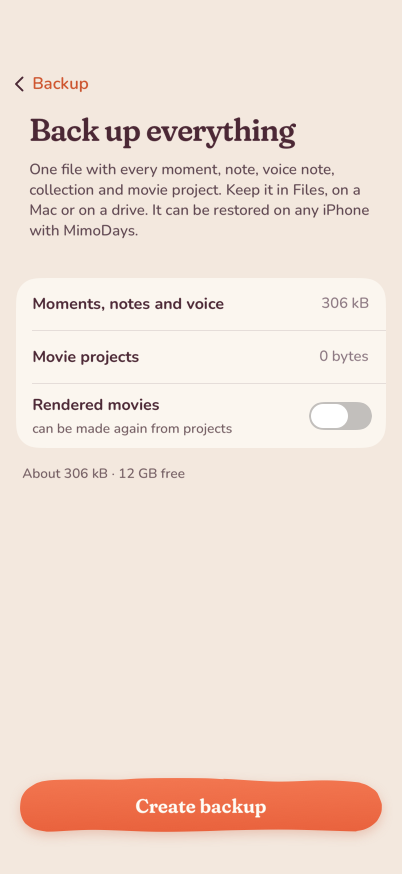 Backup
Back up everything
One file with every moment, note, voice note,
collection and movie project. Keep it in Files, on a
Mac or on a drive. It can be restored on any iPhone
with MimoDays.
Moments, notes and voice 306 kB
Movie projects 0 bytes
Rendered movies
can be made again from projects
About 306 kB · 12 GB free
Create backup